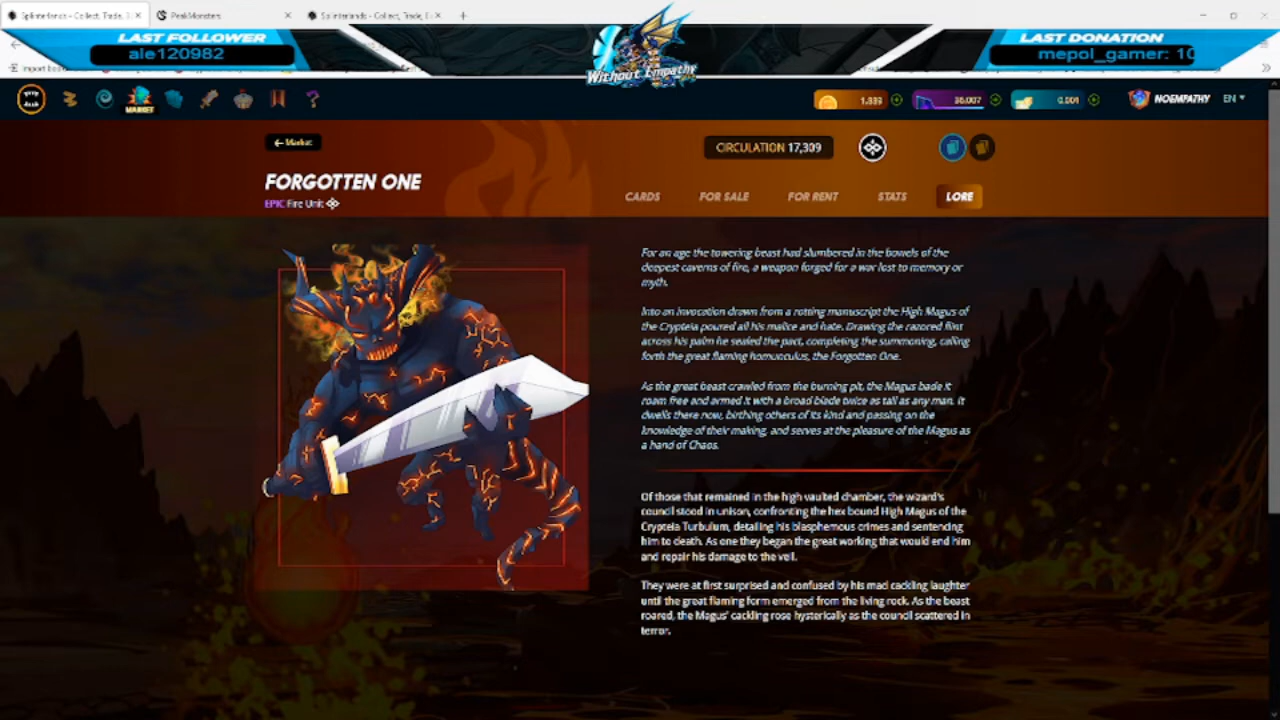 Splinterlands - Collect, Trade,
PeakMonsters
Splinterlands - Collect, Trade,
LAST FOLLOWER
ale120982
Without Empathy
LAST DONATION
mepol_gamer: 10
MARKET
1,883
0.001
NOEMPATHY
EN
← Market
CIRCULATION 17,309
FORGOTTEN ONE
EPIC Fire Unit
CARDS
FOR SALE
FOR RENT
STATS
LORE
For an age the towering beast had slumbered in the bowels of the
deepest caverns of fire, a weapon forged for a war lost to memory or
myth.
Into an invocation drawn from a rotting manuscript the High Magus of
the Crypteia poured all his malice and hate. Drawing the razored flint
across his palm he sealed the pact, completing the summoning, calling
forth the great flaming homunculus, the Forgotten One.
As the great beast crawled from the burning pit, the Magus bade it
roam free and armed it with a broad blade twice as tall as any man. It
dwells there now, birthing others of its kind and passing on the
knowledge of their making, and serves at the pleasure of the Magus as
a hand of Chaos.
Of those that remained in the high vaulted chamber, the wizard's
council stood in unison, confronting the hex bound High Magus of the
Crypteia Turbulum, detailing his blasphemous crimes and sentencing
him to death. As one they began the great working that would end him
and repair his damage to the veil.
They were at first surprised and confused by his mad cackling laughter
until the great flaming form emerged from the living rock. As the beast
roared, the Magus' cackling rose hysterically as the council scattered in
terror.